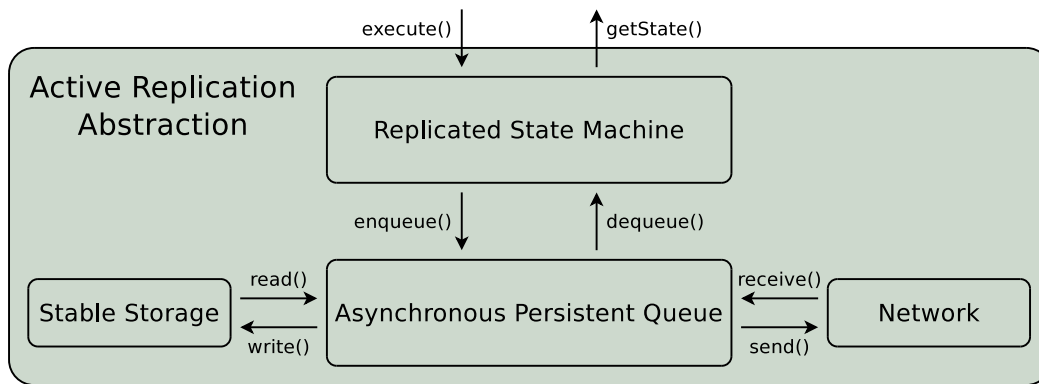 execute()
getState()
Active Replication
Abstraction
Replicated State Machine
enqueue()
dequeue()
read()
receive()
Stable Storage
Asynchronous Persistent Queue
Network
write()
send()